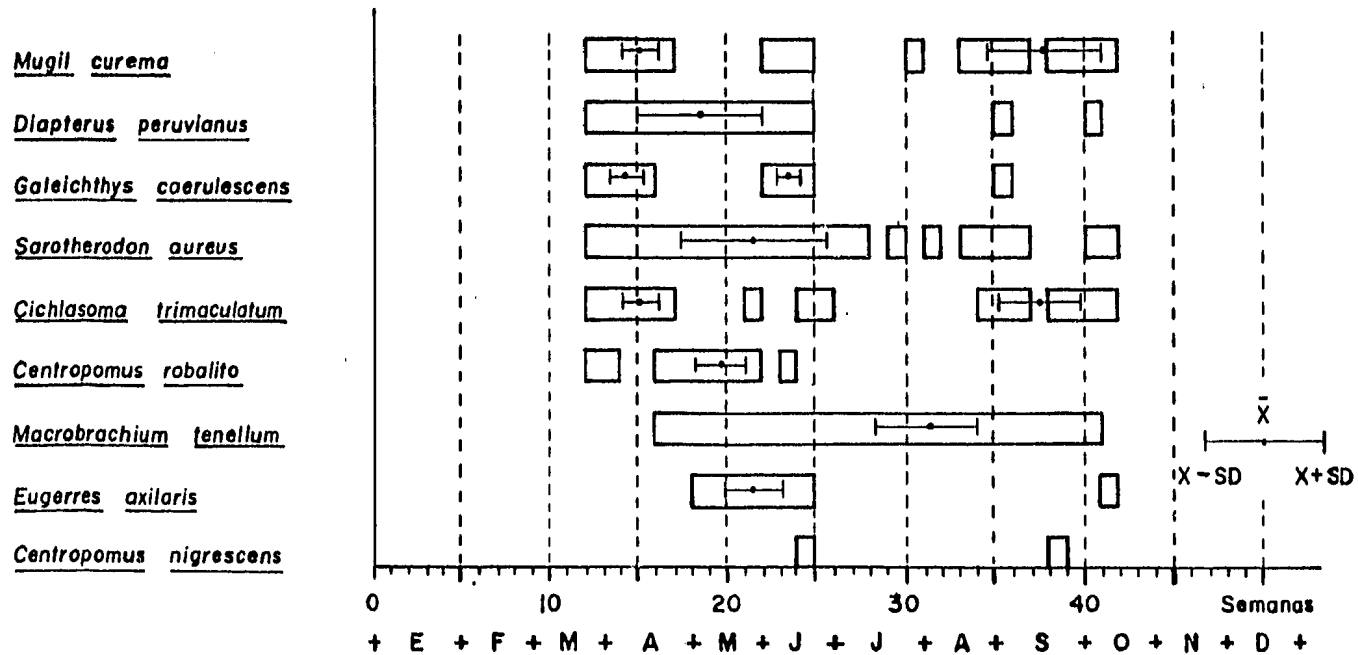 Mugil curema
Diapterus peruvianus
Galeichthys caerulescens
Sarotherodon aureus
Cichlasoma trimaculatum
Centropomus robalito
Macrobrachium tenellum
X̄
X-SD X+SD
Eugerres axilaris
Centropomus nigrescens
0 10 20 30 40 Semanas
+ E + F + M + A + M + J + J + A + S + O + N + D +